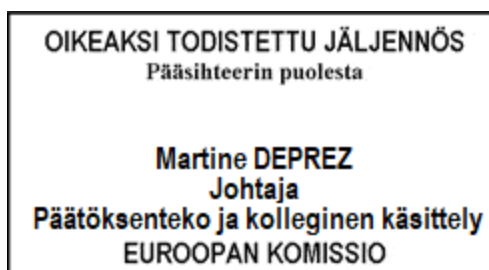 OIKEAKSI TODISTETTU JÄLJENNÖS
Pääsihteerin puolesta
Martine DEPREZ
Johtaja
Päätöksenteko ja kolleginen käsittely
EUROOPAN KOMISSIO